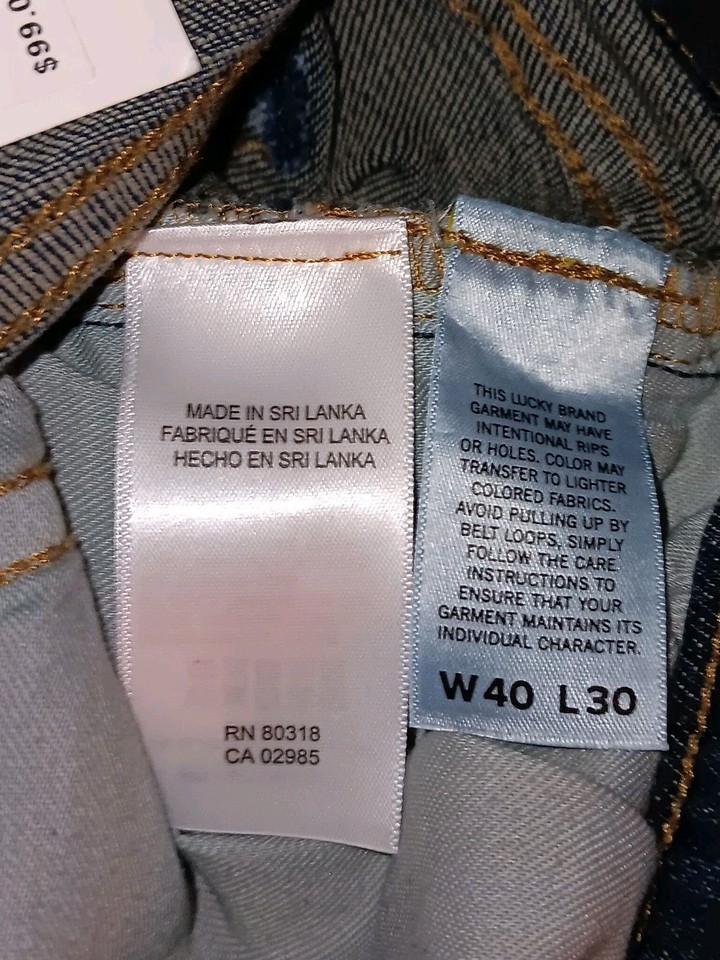 $99.0
MADE IN SRI LANKA
FABRIQUÉ EN SRI LANKA
HECHO EN SRI LANKA
RN 80318
CA 02985
THIS LUCKY BRAND
GARMENT MAY HAVE
INTENTIONAL RIPS
OR HOLES. COLOR MAY
TRANSFER TO LIGHTER
COLORED FABRICS.
AVOID PULLING UP BY
BELT LOOPS. SIMPLY
FOLLOW THE CARE
INSTRUCTIONS TO
ENSURE THAT YOUR
GARMENT MAINTAINS ITS
INDIVIDUAL CHARACTER.
W40 L30